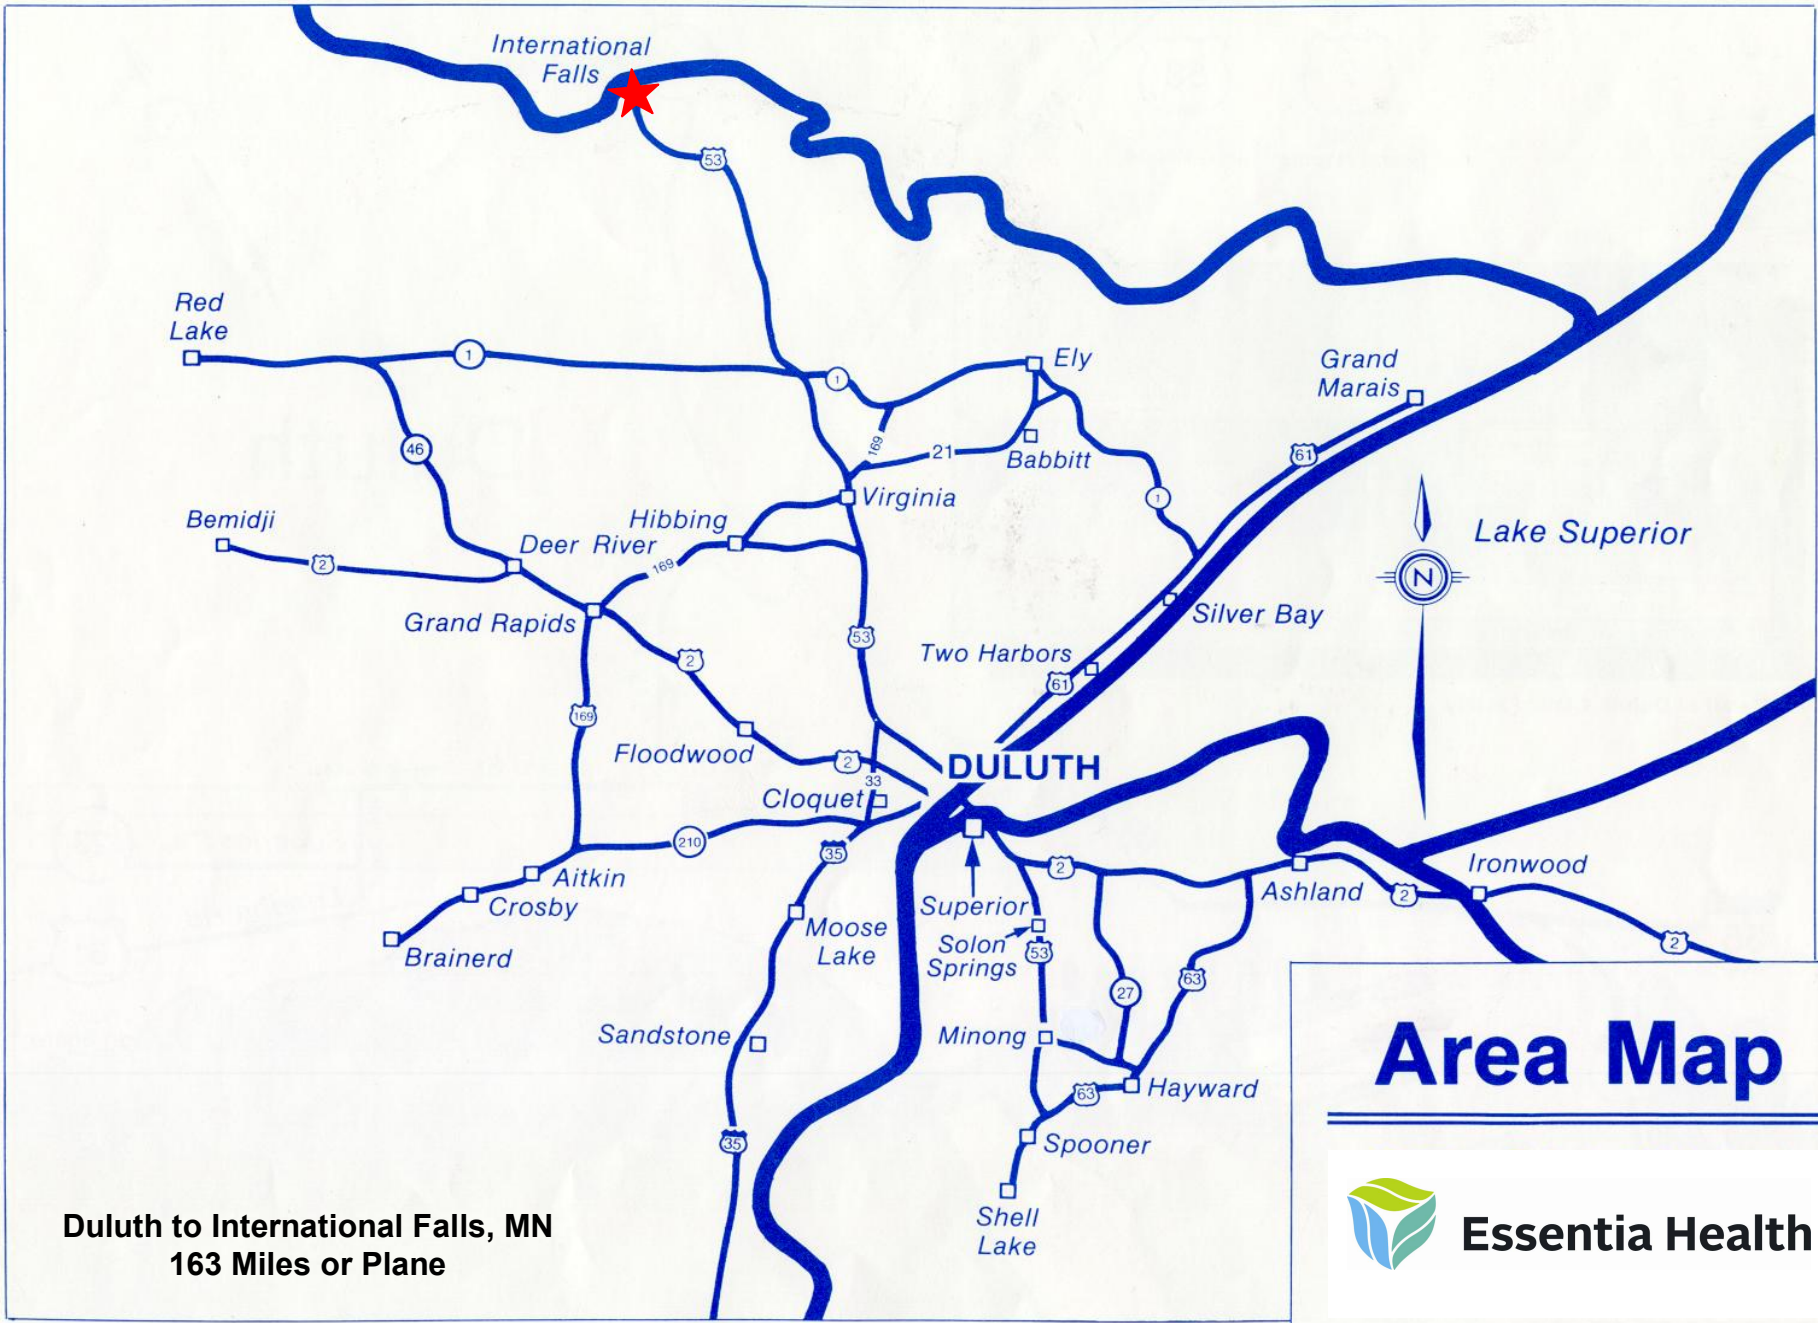 International
Falls
53
Red
Lake
1
1
Ely
Grand
Marais
46
169
21
Babbitt
61
Virginia
1
Bemidji
Hibbing
Lake Superior
2
Deer River
169
N
Grand Rapids
Silver Bay
53
Two Harbors
2
61
169
Floodwood
2
DULUTH
33
Cloquet
210
35
2
Ironwood
Aitkin
Ashland
2
Crosby
Superior
Moose
Lake
Solon
Springs
53
2
Brainerd
63
27
Sandstone
Minong
Area Map
63
Hayward
35
Spooner
Shell
Lake
Duluth to International Falls, MN
163 Miles or Plane
Essentia Health